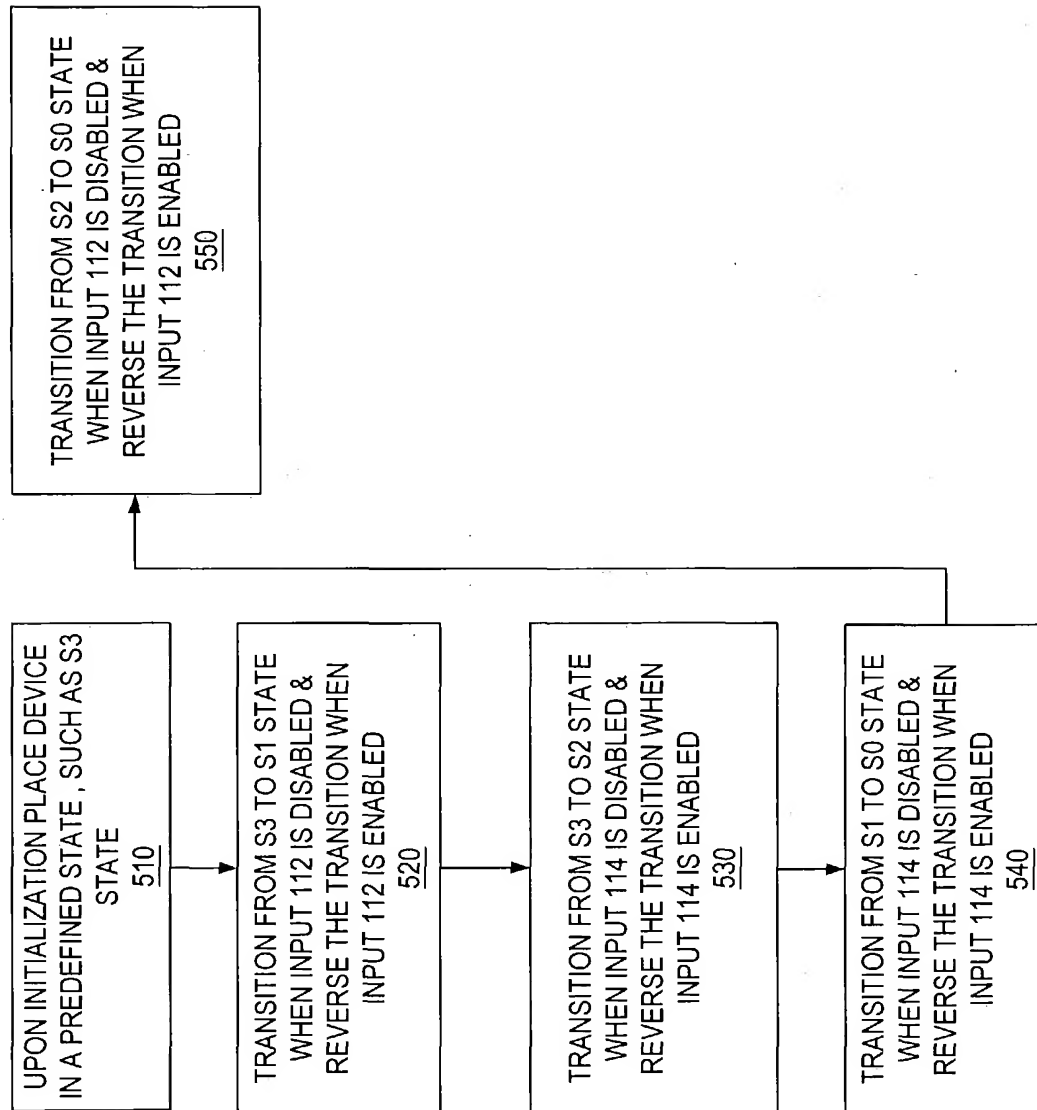 UPON INITIALIZATION PLACE DEVICE
IN A PREDEFINED STATE , SUCH AS S3
STATE
510
TRANSITION FROM S3 TO S1 STATE
WHEN INPUT 112 IS DISABLED &
REVERSE THE TRANSITION WHEN
INPUT 112 IS ENABLED
520
TRANSITION FROM S3 TO S2 STATE
WHEN INPUT 114 IS DISABLED &
REVERSE THE TRANSITION WHEN
INPUT 114 IS ENABLED
530
TRANSITION FROM S1 TO S0 STATE
WHEN INPUT 114 IS DISABLED &
REVERSE THE TRANSITION WHEN
INPUT 114 IS ENABLED
540
TRANSITION FROM S2 TO S0 STATE
WHEN INPUT 112 IS DISABLED &
REVERSE THE TRANSITION WHEN
INPUT 112 IS ENABLED
550